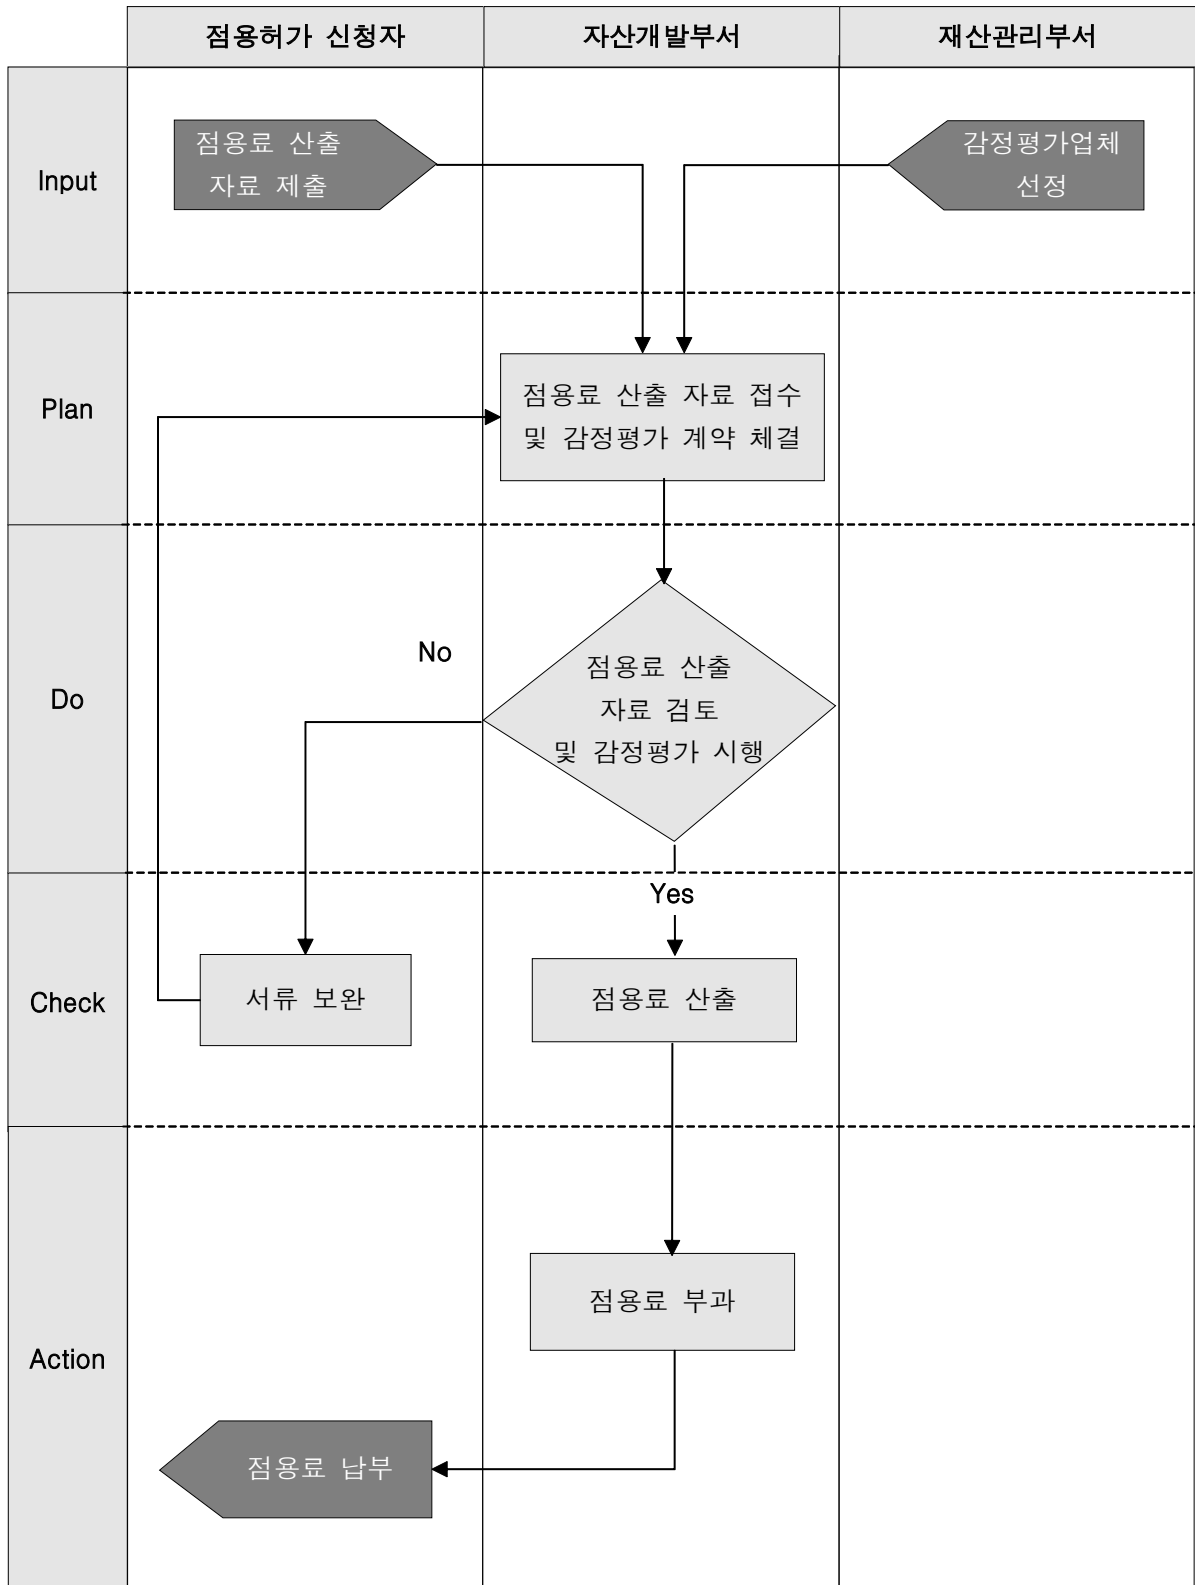 점용허가 신청자
자산개발부서
재산관리부서
Input
점용료 산출
자료 제출
감정평가업체
선정
Plan
점용료 산출 자료 접수
및 감정평가 계약 체결
Do
No
점용료 산출
자료 검토
및 감정평가 시행
Yes
Check
서류 보완
점용료 산출
Action
점용료 부과
점용료 납부